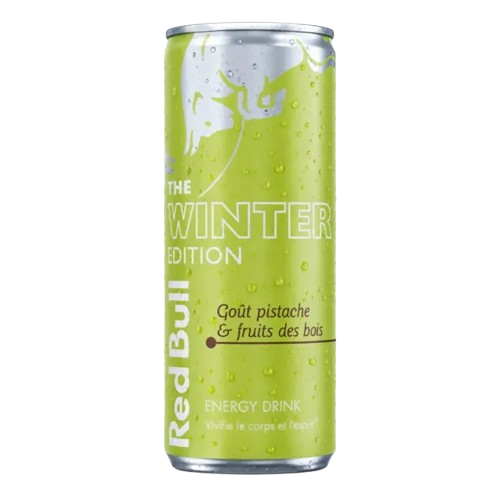 THE
WINTER
EDITION
Red Bull
Goût pistache
& fruits des bois
ENERGY DRINK
Vivifie le corps et l'esprit